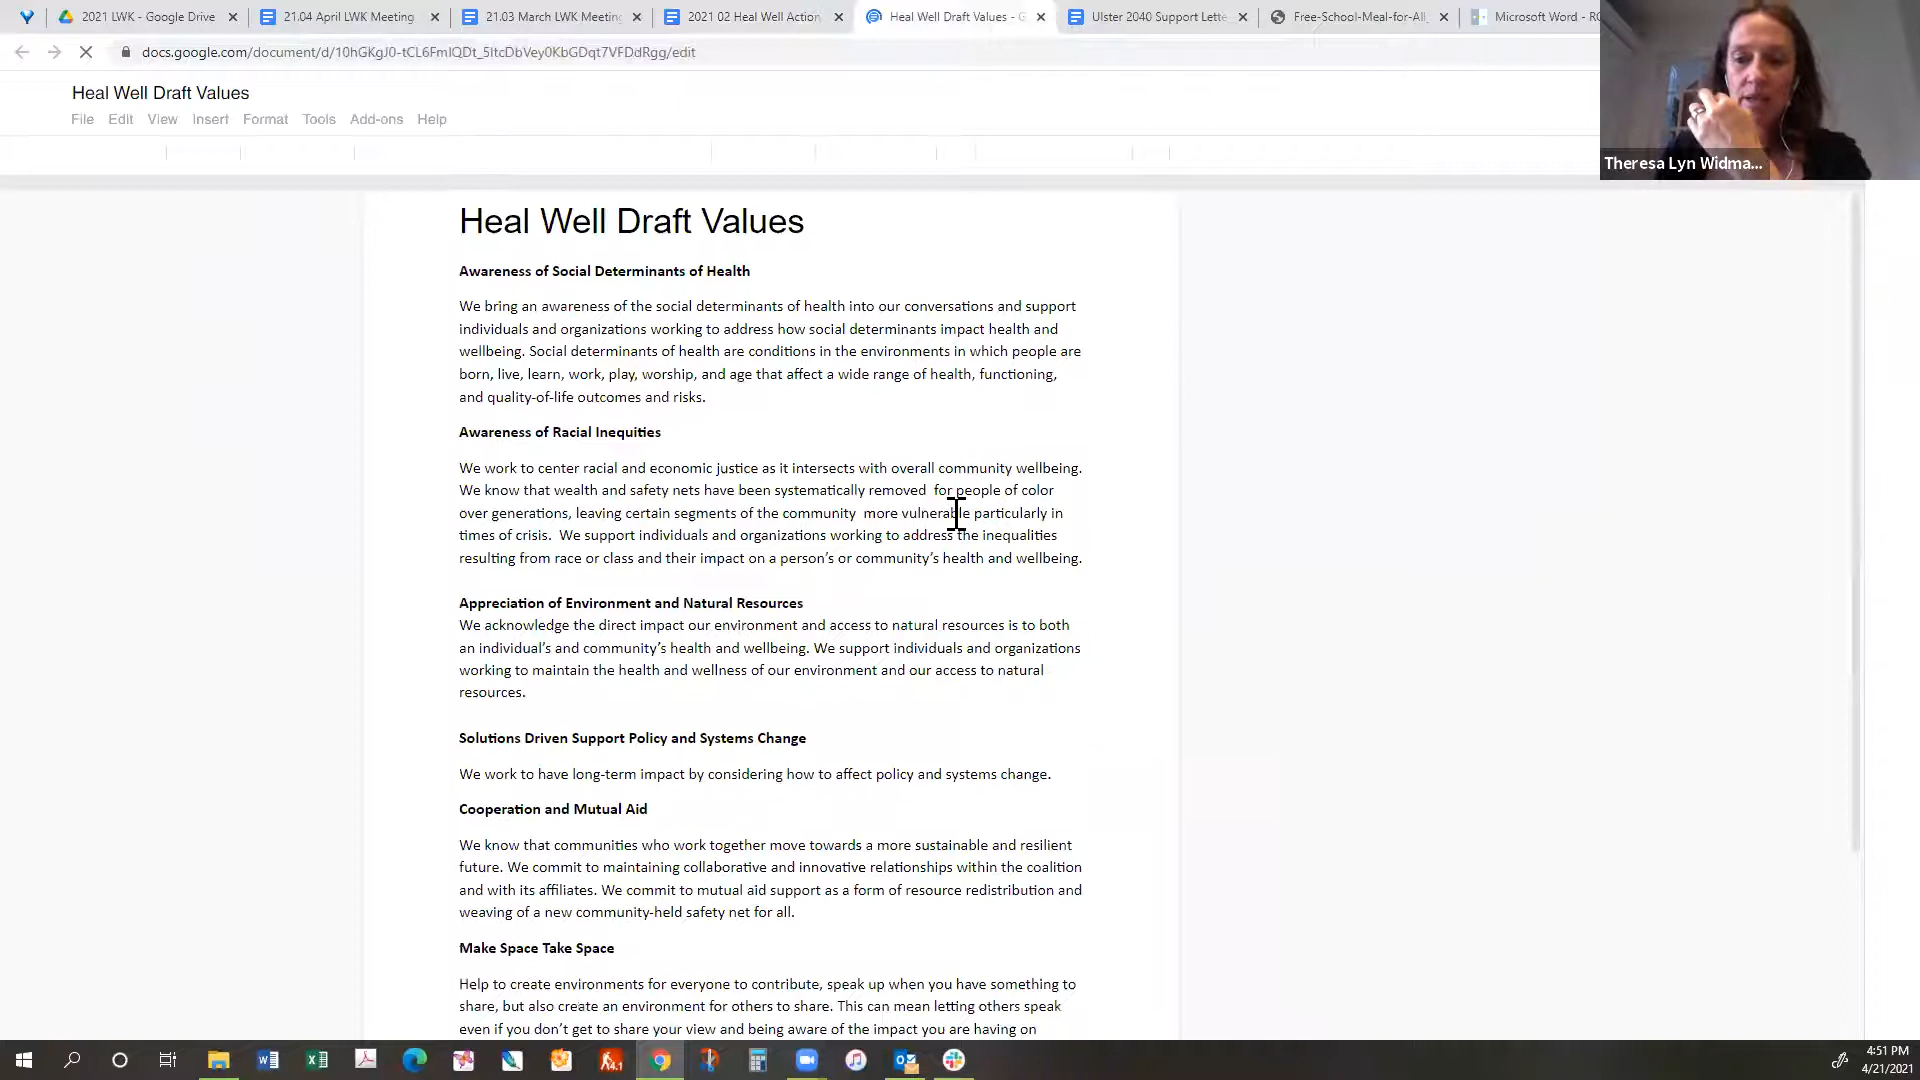 2021 LWK - Google Drive
21.04 April LWK Meeting
21.03 March LWK Meeting
2021 02 Heal Well Action
Heal Well Draft Values - G
Ulster 2040 Support Lette
Free-School-Meal-for-All
Microsoft Word - RO
docs.google.com/document/d/10hGKgJ0-tCL6FmIQDt_5ItcDbVey0KbGDqt7VFDdRgg/edit
Heal Well Draft Values
File Edit View Insert Format Tools Add-ons Help
Theresa Lyn Widma...
Heal Well Draft Values
Awareness of Social Determinants of Health
We bring an awareness of the social determinants of health into our conversations and support
individuals and organizations working to address how social determinants impact health and
wellbeing. Social determinants of health are conditions in the environments in which people are
born, live, learn, work, play, worship, and age that affect a wide range of health, functioning,
and quality-of-life outcomes and risks.
Awareness of Racial Inequities
We work to center racial and economic justice as it intersects with overall community wellbeing.
We know that wealth and safety nets have been systematically removed  for people of color
over generations, leaving certain segments of the community  more vulnerable particularly in
times of crisis.  We support individuals and organizations working to address the inequalities
resulting from race or class and their impact on a person's or community's health and wellbeing.
Appreciation of Environment and Natural Resources
We acknowledge the direct impact our environment and access to natural resources is to both
an individual's and community's health and wellbeing. We support individuals and organizations
working to maintain the health and wellness of our environment and our access to natural
resources.
Solutions Driven Support Policy and Systems Change
We work to have long-term impact by considering how to affect policy and systems change.
Cooperation and Mutual Aid
We know that communities who work together move towards a more sustainable and resilient
future. We commit to maintaining collaborative and innovative relationships within the coalition
and with its affiliates. We commit to mutual aid support as a form of resource redistribution and
weaving of a new community-held safety net for all.
Make Space Take Space
Help to create environments for everyone to contribute, speak up when you have something to
share, but also create an environment for others to share. This can mean letting others speak
even if you don't get to share your view and being aware of the impact you are having on
4:51 PM
4/21/2021